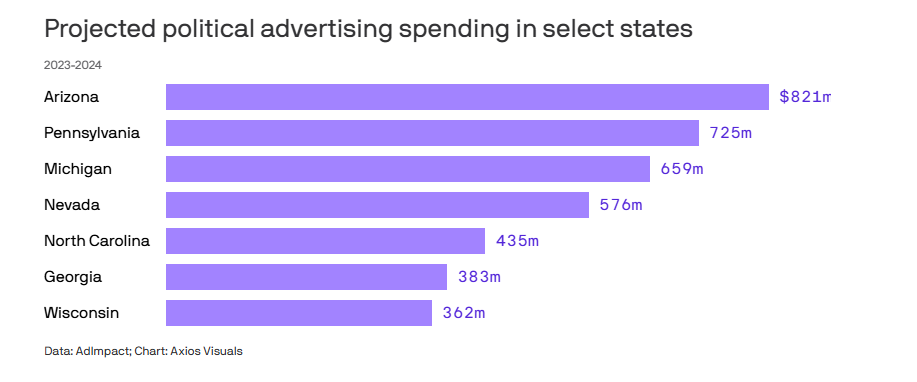 Projected political advertising spending in select states
2023-2024
Arizona $821m
Pennsylvania 725m
Michigan 659m
Nevada 576m
North Carolina 435m
Georgia 383m
Wisconsin 362m
Data: AdImpact; Chart: Axios Visuals